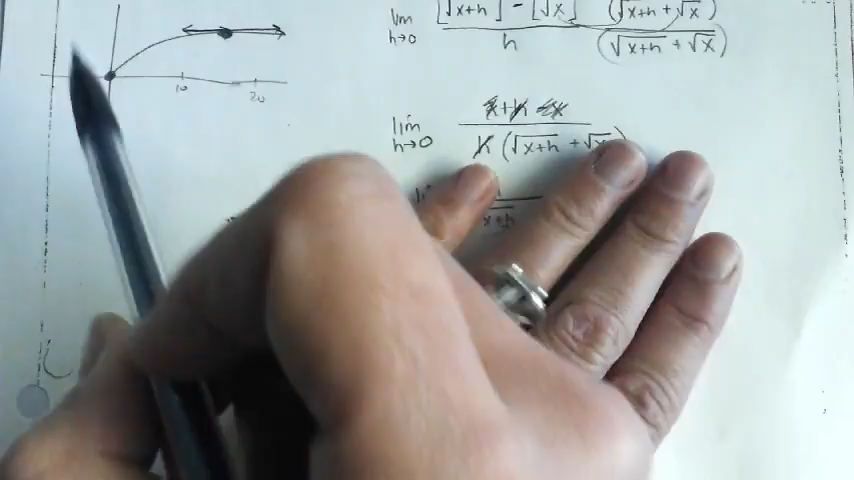 10 20
lim h→0 [√x+h] - [√x] (√x+h + √x)
h (√x+h + √x)
lim h→0 x+h -x
h (√x+h + √x)
x+h